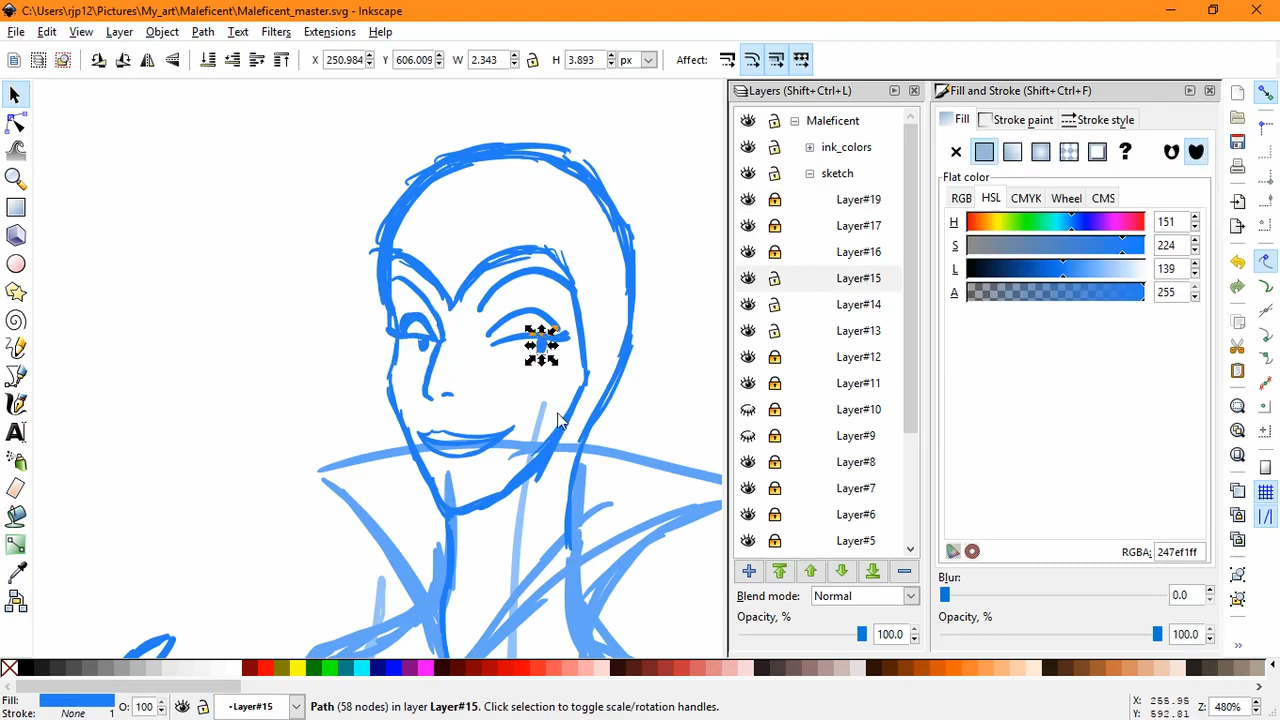 C:\Users\rjp12\Pictures\My_art\Maleficent\Maleficent_master.svg - Inkscape
File Edit View Layer Object Path Text Filters Extensions Help
X 250.984 Y 606.009 W 2.343 H 3.893 px Affect:
Layers (Shift+Ctrl+L)
Maleficent
ink_colors
sketch
Layer#19
Layer#17
Layer#16
Layer#15
Layer#14
Layer#13
Layer#12
Layer#11
Layer#10
Layer#9
Layer#8
Layer#7
Layer#6
Layer#5
Blend mode: Normal
Opacity, %
100.0
Fill and Stroke (Shift+Ctrl+F)
Fill Stroke paint Stroke style
?
Flat color
RGB HSL CMYK Wheel CMS
H 151
S 224
L 139
A 255
RGBA: 247ef1ff
Blur:
0.0
Opacity, %
100.0
Fill:
Stroke: None 1
O: 100
•Layer#15
Path (58 nodes) in layer Layer#15. Click selection to toggle scale/rotation handles.
X: 255.95
Y: 592.81
Z: 480%